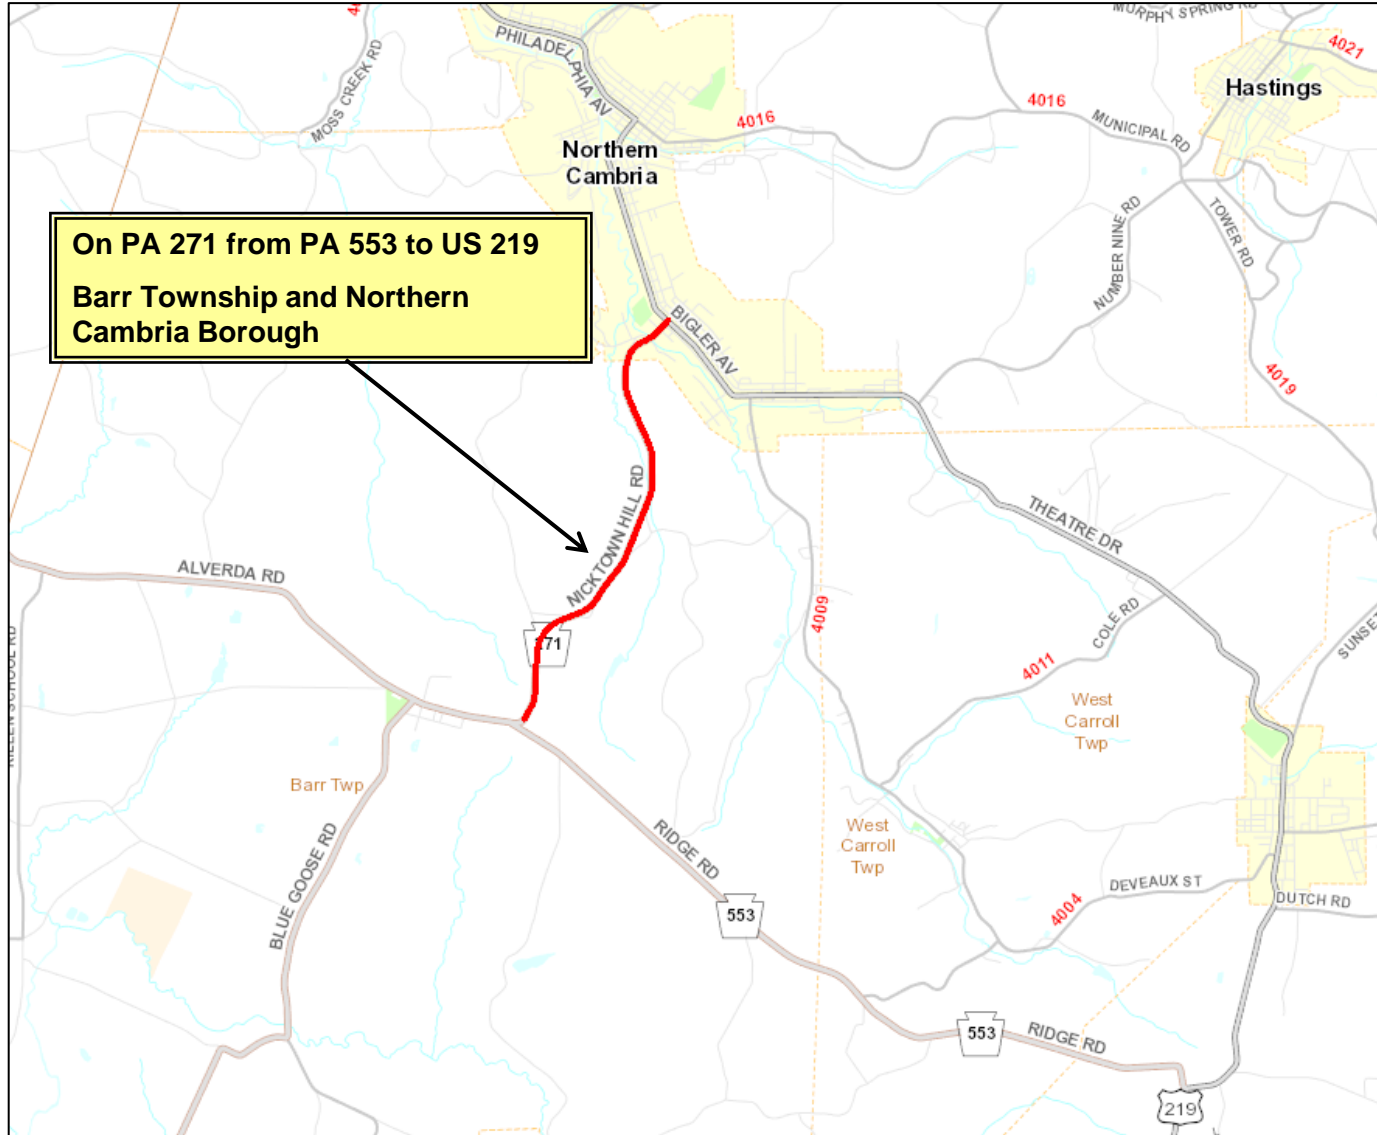 MURPHY SPRING RD
4021
PHILADELPHIA AV
MOSS CREEK RD
Hastings
4016
4016
MUNICIPAL RD
Northern
Cambria
NUMBER NINE RD
TOWER RD
On PA 271 from PA 553 to US 219
Barr Township and Northern
Cambria Borough
BIGLER AV
4019
NICKTOWN HILL RD
THEATRE DR
ALVERDA RD
4009
COLE RD
SUNSET
271
4011
West
Carroll
Twp
Barr Twp
RIDGE RD
West
Carroll
Twp
BLUE GOOSE RD
DEVEAUX ST
553
4004
DUTCH RD
553
RIDGE RD
219